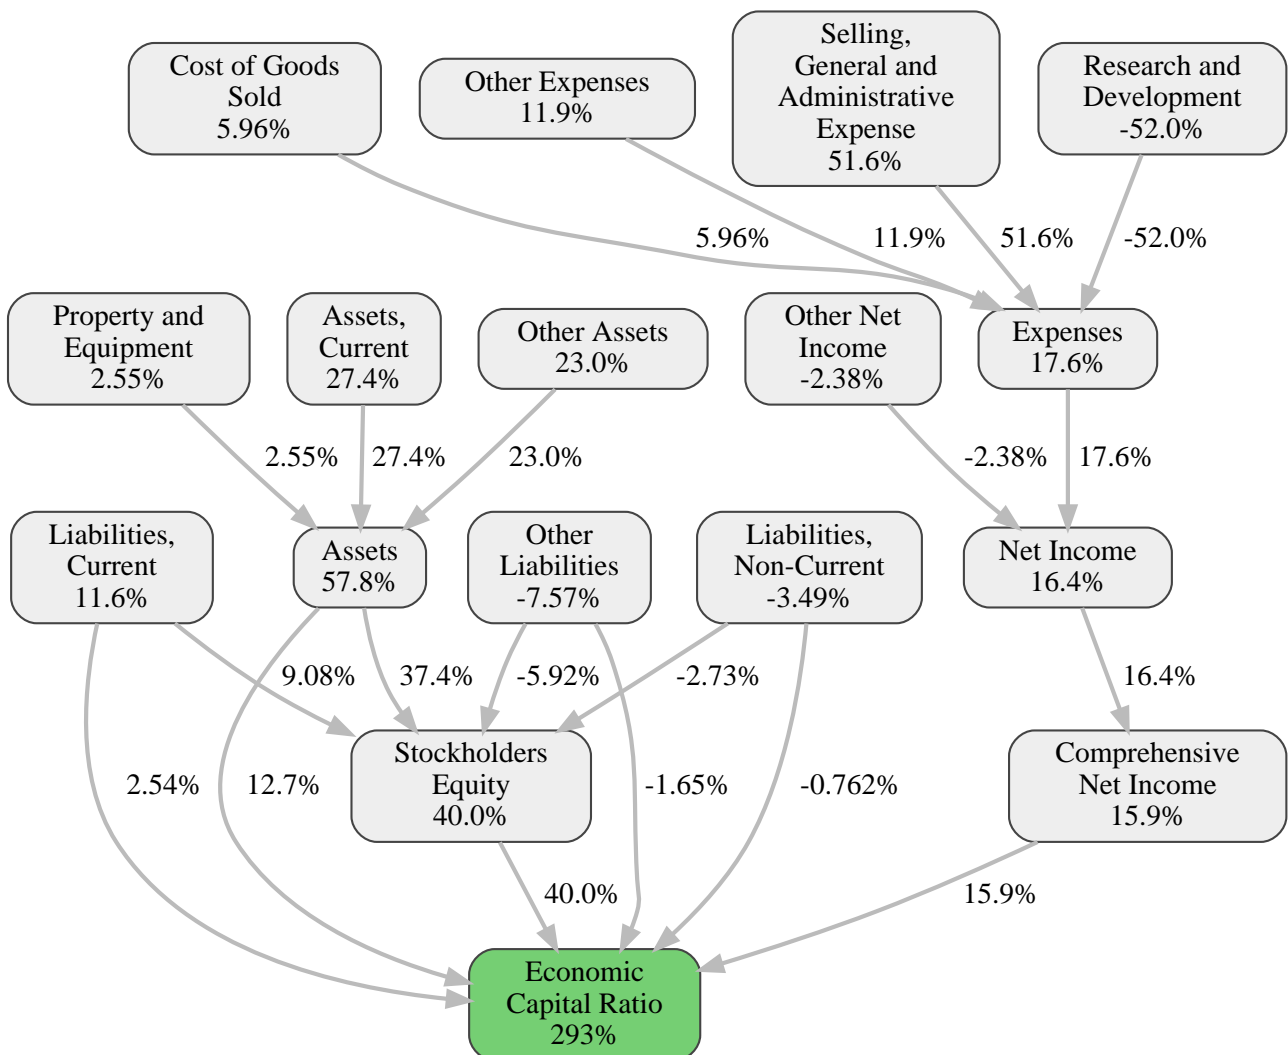 Cost of Goods
Sold
5.96%
Other Expenses
11.9%
Selling,
General and
Administrative
Expense
51.6%
Research and
Development
-52.0%
5.96%
11.9%
51.6%
-52.0%
Property and
Equipment
2.55%
Assets,
Current
27.4%
Other Assets
23.0%
Other Net
Income
-2.38%
Expenses
17.6%
2.55%
27.4%
23.0%
-2.38%
17.6%
Liabilities,
Current
11.6%
Assets
57.8%
Other
Liabilities
-7.57%
Liabilities,
Non-Current
-3.49%
Net Income
16.4%
9.08%
37.4%
-5.92%
-2.73%
16.4%
2.54%
12.7%
Stockholders
Equity
40.0%
-1.65%
-0.762%
Comprehensive
Net Income
15.9%
40.0%
15.9%
Economic
Capital Ratio
293%